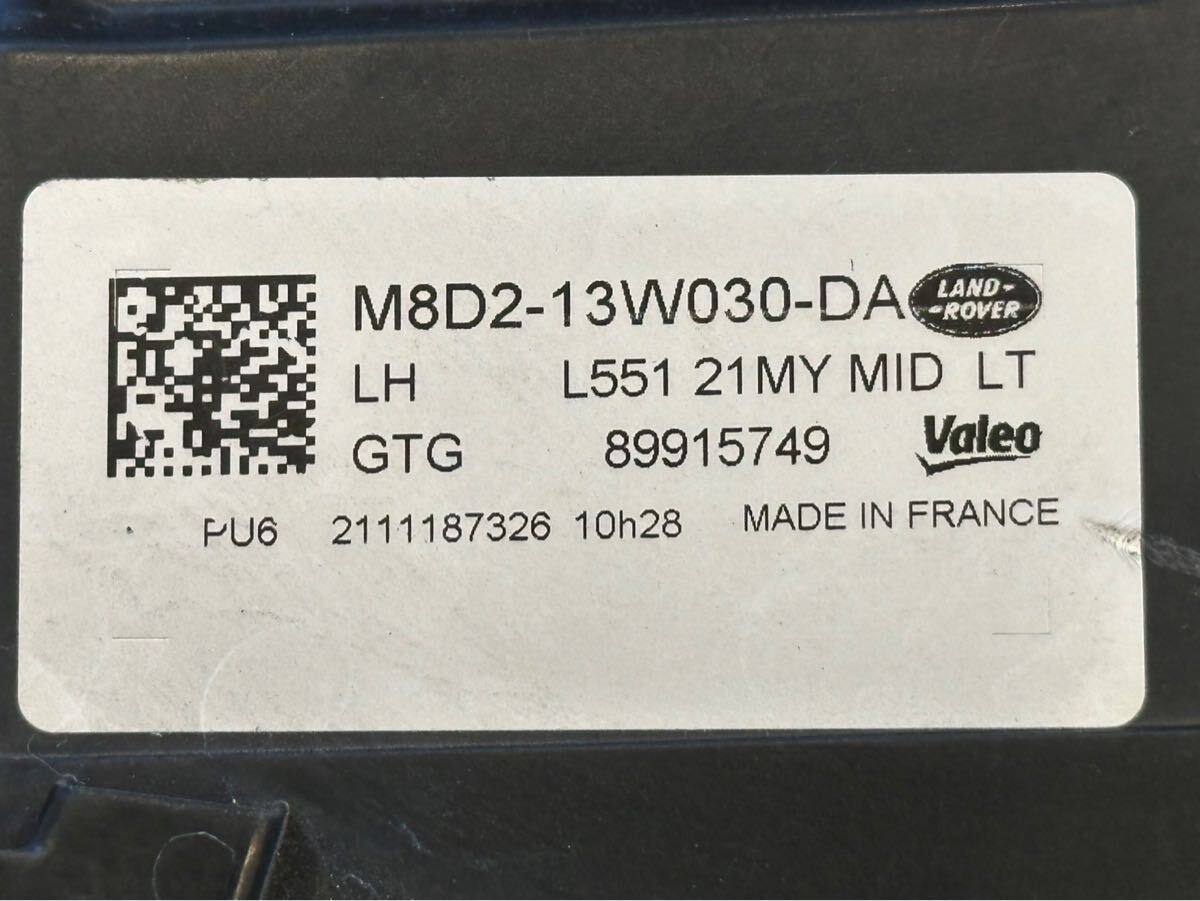 M8D2-13W030-DA LAND-
-ROVER
LH L551 21MY MID LT
GTG 89915749 Valeo
PU6 2111187326 10h28 MADE IN FRANCE